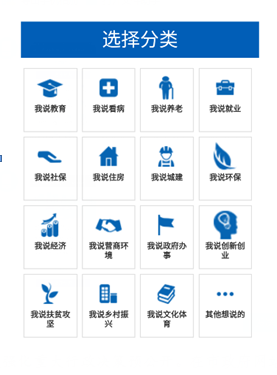 选择分类
我说教育
我说看病
我说养老
我说就业
我说社保
我说住房
我说城建
我说环保
我说经济
我说营商环
境
我说政府办
事
我说创新创
业
我说扶贫攻
坚
我说乡村振
兴
我说文化体
育
其他想说的